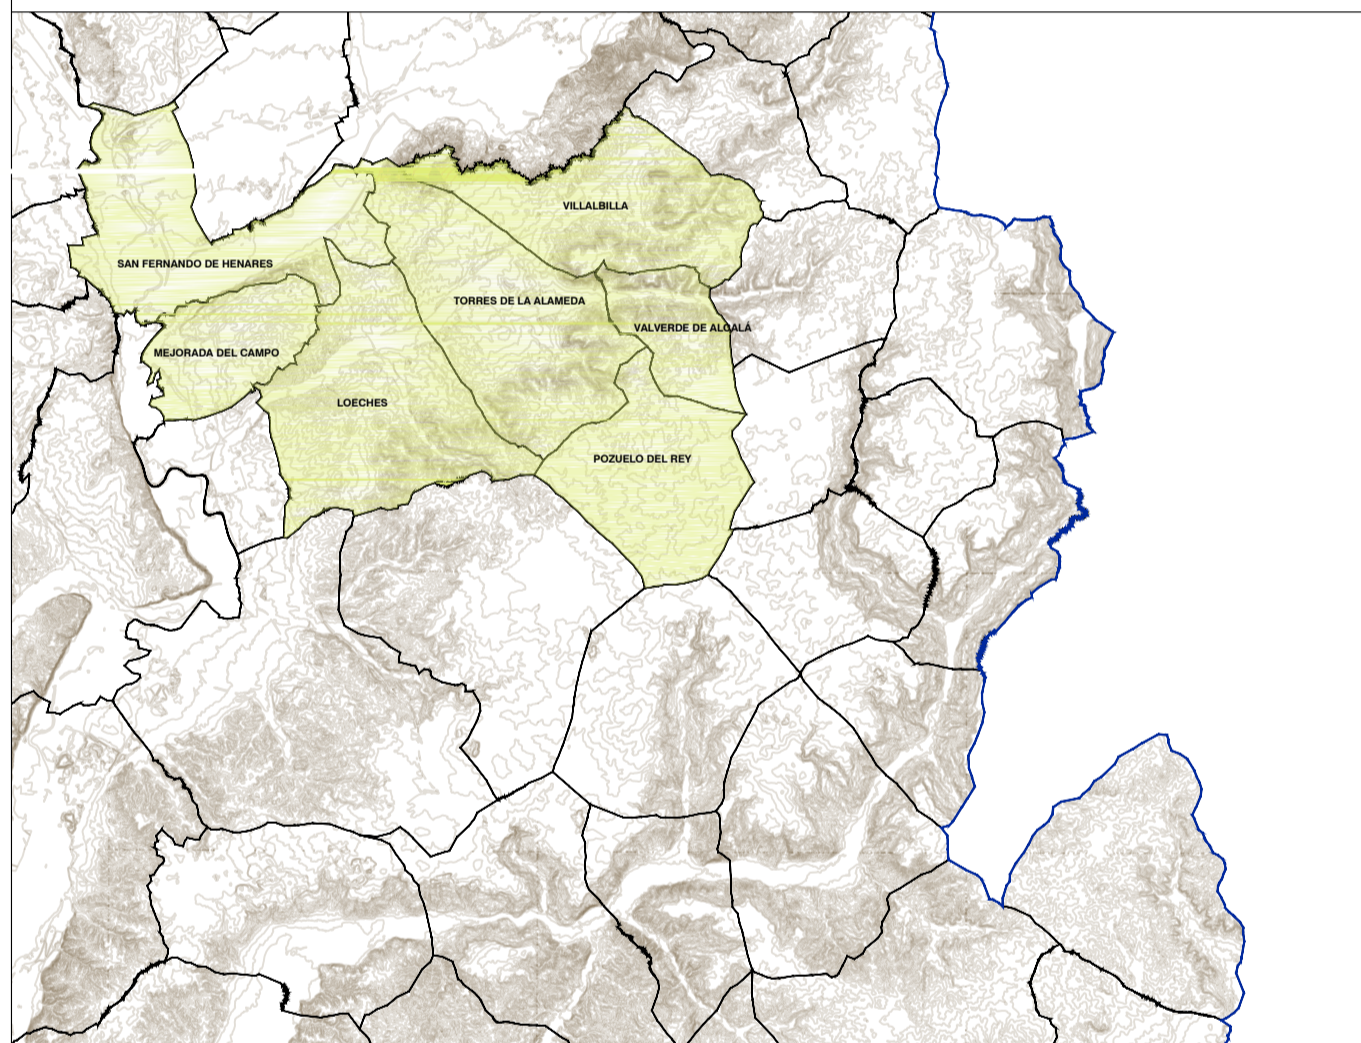 VILLALBILLA
SAN FERNANDO DE HENARES
TORRES DE LA ALAMEDA
VALVERDE DE ALCALÁ
MEJORADA DEL CAMPO
LOECHES
POZUELO DEL REY